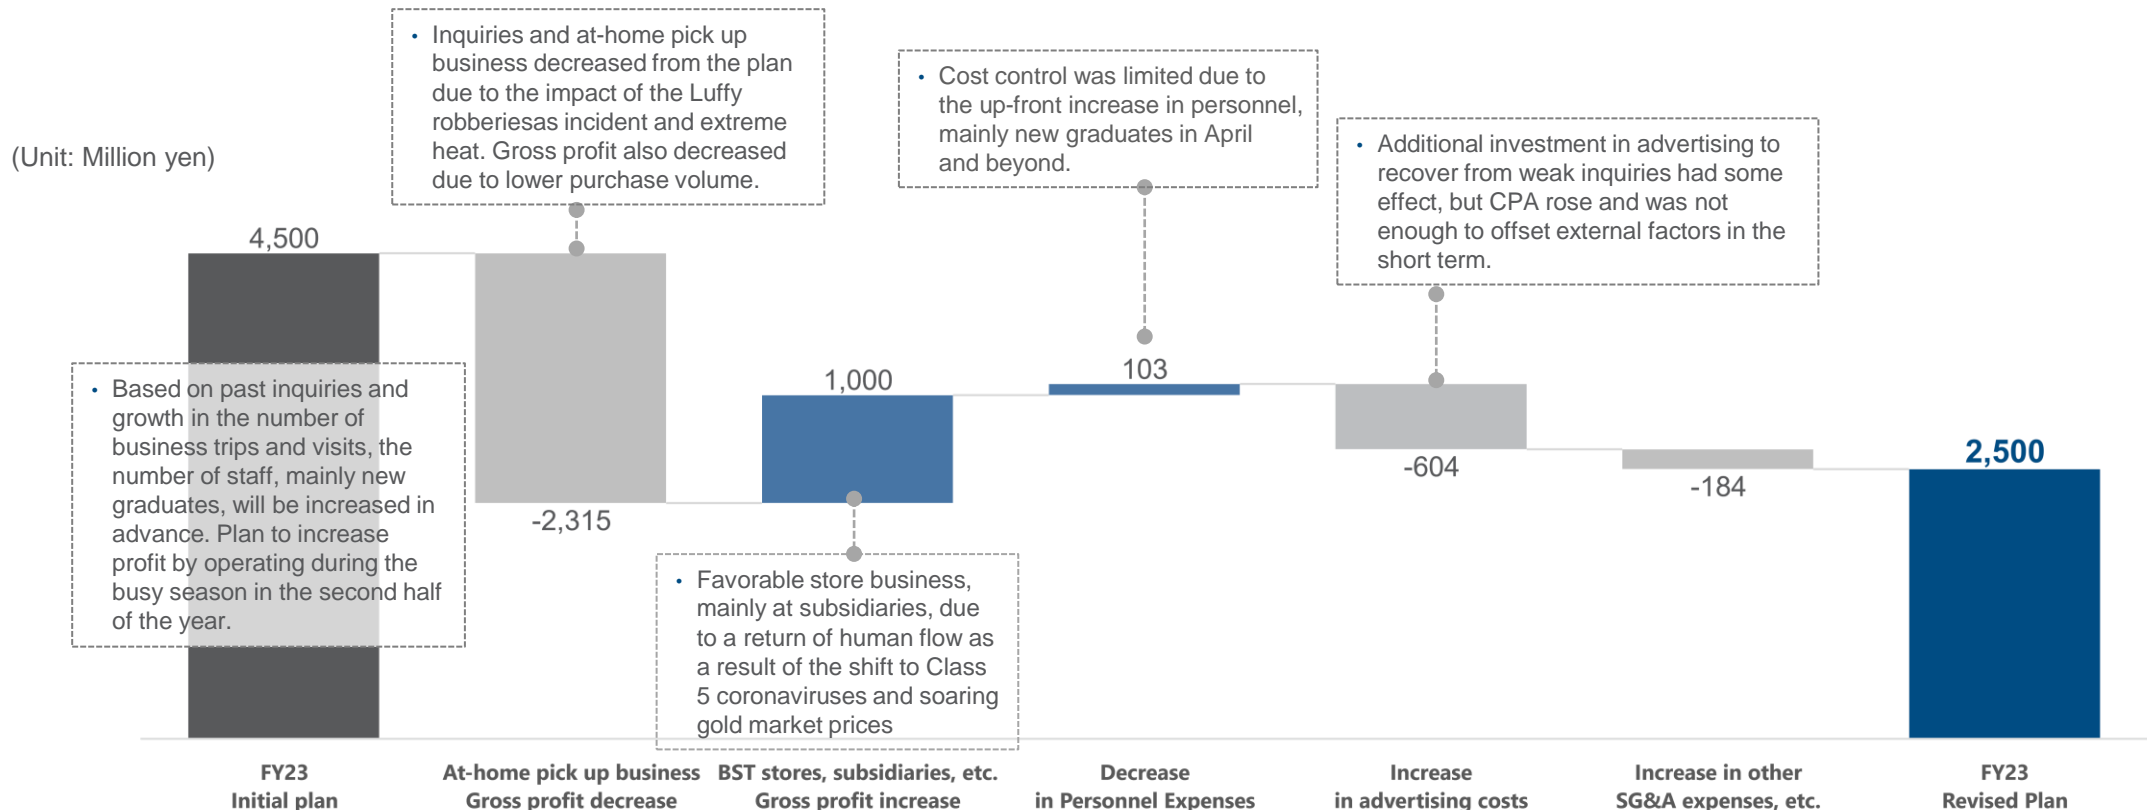 (Unit: Million yen)
• Inquiries and at-home pick up
business decreased from the plan
due to the impact of the Luffy
robberiesas incident and extreme
heat. Gross profit also decreased
due to lower purchase volume.
• Cost control was limited due to
the up-front increase in personnel,
mainly new graduates in April
and beyond.
• Additional investment in advertising to
recover from weak inquiries had some
effect, but CPA rose and was not
enough to offset external factors in the
short term.
4,500
• Based on past inquiries and
growth in the number of
business trips and visits, the
number of staff, mainly new
graduates, will be increased in
advance. Plan to increase
profit by operating during the
busy season in the second half
of the year.
-2,315
1,000
• Favorable store business,
mainly at subsidiaries, due
to a return of human flow as
a result of the shift to Class
5 coronaviruses and soaring
gold market prices
103
-604
-184
2,500
FY23
Initial plan
At-home pick up business
Gross profit decrease
BST stores, subsidiaries, etc.
Gross profit increase
Decrease
in Personnel Expenses
Increase
in advertising costs
Increase in other
SG&A expenses, etc.
FY23
Revised Plan